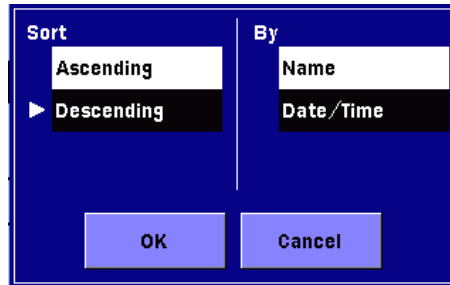 Sort
Ascending
Descending
By
Name
Date/Time
OK
Cancel